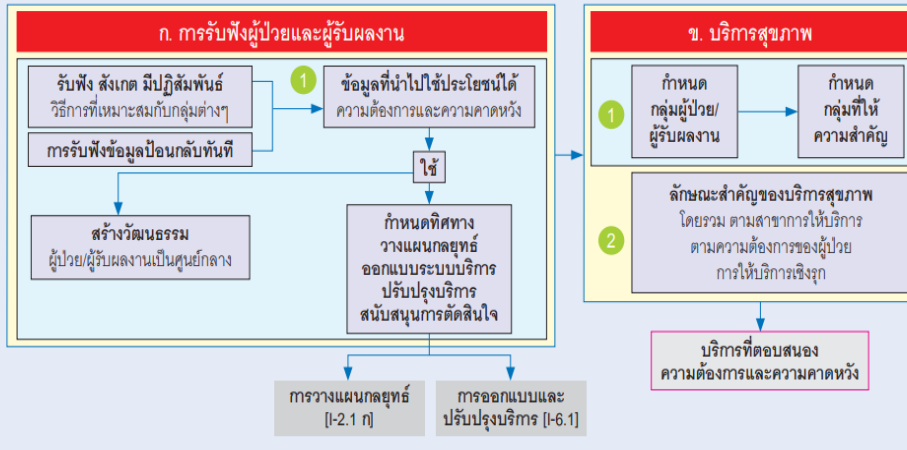 ก. การรับฟังผู้ป่วยและผู้รับผลงาน
รับฟัง สังเกต มีปฏิสัมพันธ์
วิธีการที่เหมาะสมกับกลุ่มต่างๆ
การรับฟังข้อมูลป้อนกลับทันที
1
ข้อมูลที่นำไปใช้ประโยชน์ได้
ความต้องการและความคาดหวัง
ใช้
สร้างวัฒนธรรม
ผู้ป่วย/ผู้รับผลงานเป็นศูนย์กลาง
กำหนดทิศทาง
วางแผนกลยุทธ์
ออกแบบระบบบริการ
ปรับปรุงบริการ
สนับสนุนการตัดสินใจ
การวางแผนกลยุทธ์
[I-2.1 ก]
การออกแบบและ
ปรับปรุงบริการ [I-6.1]
ข. บริการสุขภาพ
1
กำหนด
กลุ่มผู้ป่วย/
ผู้รับผลงาน
กำหนด
กลุ่มที่ให้
ความสำคัญ
2
ลักษณะสำคัญของบริการสุขภาพ
โดยรวม ตามสาขาการให้บริการ
ตามความต้องการของผู้ป่วย
การให้บริการเชิงรุก
บริการที่ตอบสนอง
ความต้องการและความคาดหวัง